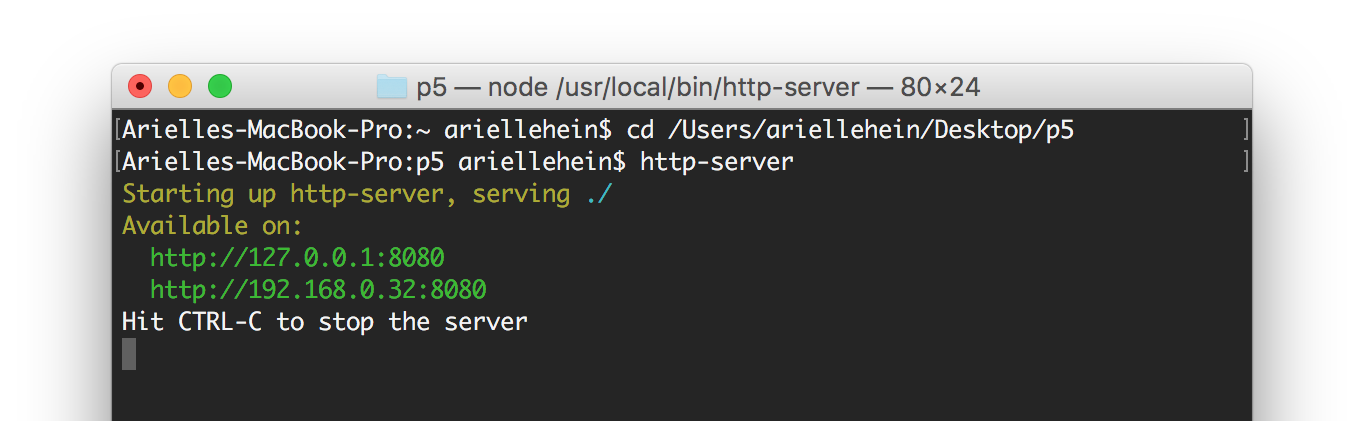 p5 — node /usr/local/bin/http-server — 80×24
[Arielles-MacBook-Pro:~ ariellehein$ cd /Users/ariellehein/Desktop/p5 ]
[Arielles-MacBook-Pro:p5 ariellehein$ http-server ]
Starting up http-server, serving ./
Available on:
  http://127.0.0.1:8080
  http://192.168.0.32:8080
Hit CTRL-C to stop the server